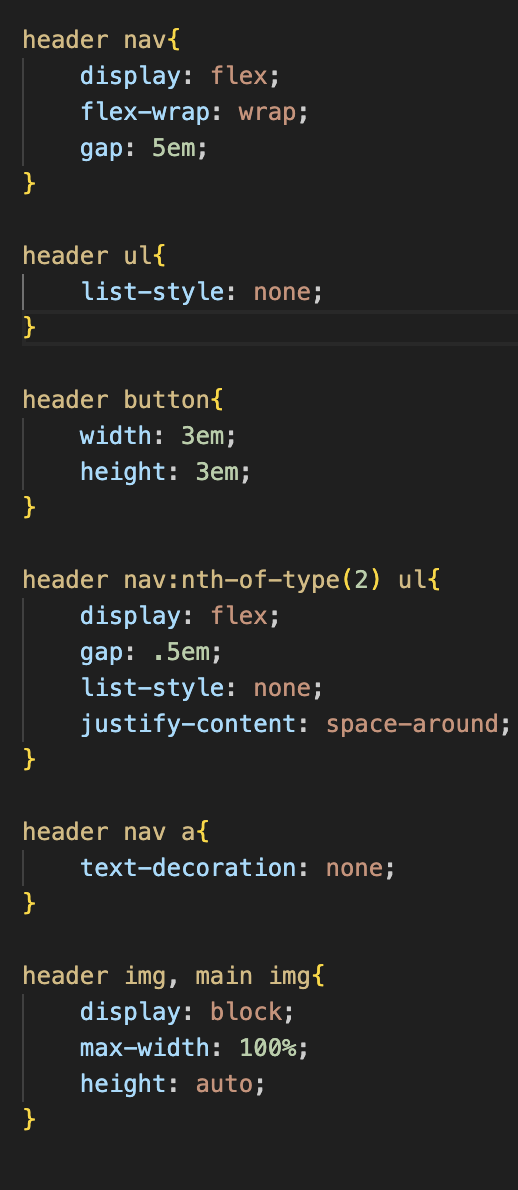 header nav{
    display: flex;
    flex-wrap: wrap;
    gap: 5em;
}

header ul{
    list-style: none;
}

header button{
    width: 3em;
    height: 3em;
}

header nav:nth-of-type(2) ul{
    display: flex;
    gap: .5em;
    list-style: none;
    justify-content: space-around;
}

header nav a{
    text-decoration: none;
}

header img, main img{
    display: block;
    max-width: 100%;
    height: auto;
}